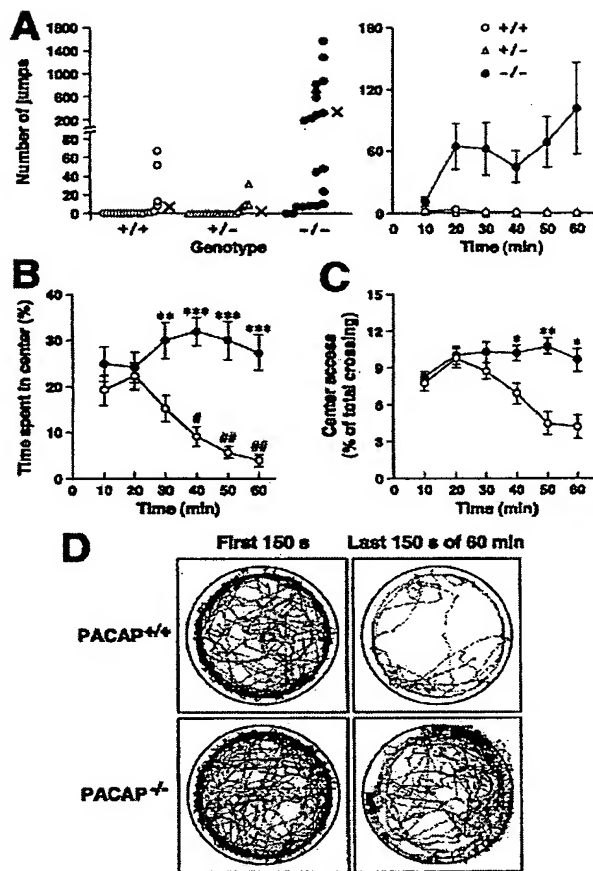 A
Number of jumps
1800
1400
1000
600
200
80
60
40
20
0
+/+
+/-
-/-
Genotype
180
120
60
0
+/+
+/-
-/-
0 10 20 30 40 50 60
Time (min)
B
Time spent in center (%)
40
30
20
10
0
** *** *** ***
# ## ##
0 10 20 30 40 50 60
Time (min)
C
Center access
(% of total crossing)
15
12
9
6
3
0
* ** *
0 10 20 30 40 50 60
Time (min)
D
First 150 s
Last 150 s of 60 min
PACAP+/+
PACAP-/-